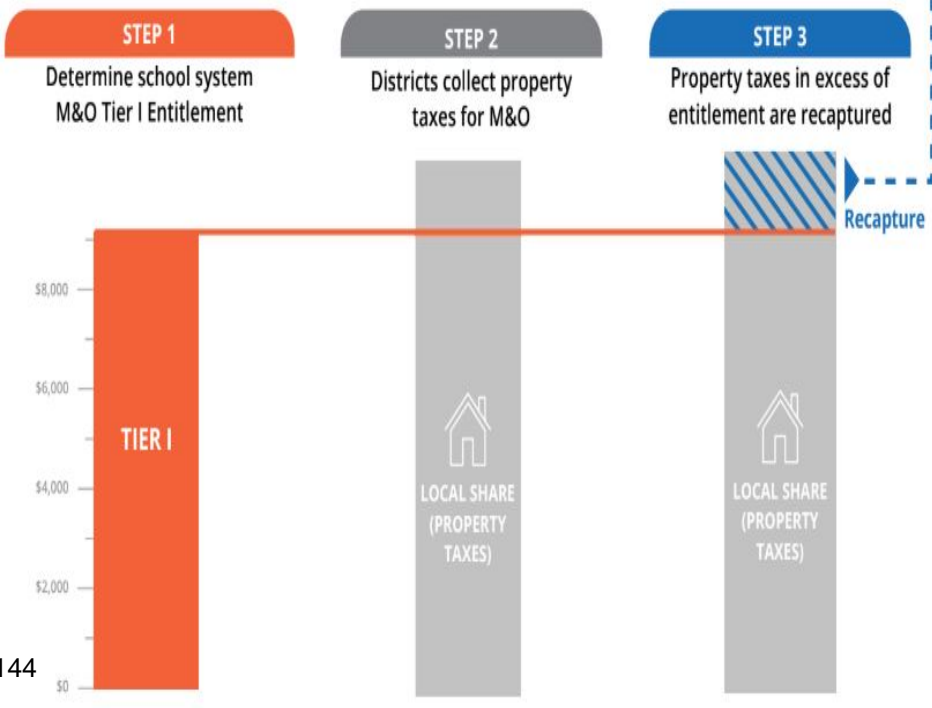 STEP 1
Determine school system
M&O Tier I Entitlement
STEP 2
Districts collect property
taxes for M&O
STEP 3
Property taxes in excess of
entitlement are recaptured
Recapture
$8,000
$6,000
$4,000
$2,000
$0
TIER I
LOCAL SHARE
(PROPERTY
TAXES)
LOCAL SHARE
(PROPERTY
TAXES)
144